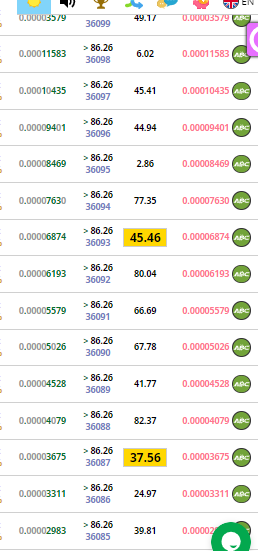 EN
0.00003579 36099 49.17 0.00003579 ABC
> 86.26
0.00011583 36098 6.02 0.00011583 ABC
> 86.26
0.00010435 36097 45.41 0.00010435 ABC
> 86.26
0.00009401 36096 44.94 0.00009401 ABC
> 86.26
0.00008469 36095 2.86 0.00008469 ABC
> 86.26
0.00007630 36094 77.35 0.00007630 ABC
> 86.26
0.00006874 36093 45.46 0.00006874 ABC
> 86.26
0.00006193 36092 80.04 0.00006193 ABC
> 86.26
0.00005579 36091 66.69 0.00005579 ABC
> 86.26
0.00005026 36090 67.78 0.00005026 ABC
> 86.26
0.00004528 36089 41.77 0.00004528 ABC
> 86.26
0.00004079 36088 82.37 0.00004079 ABC
> 86.26
0.00003675 36087 37.56 0.00003675 ABC
> 86.26
0.00003311 36086 24.97 0.00003311 ABC
> 86.26
0.00002983 36085 39.81